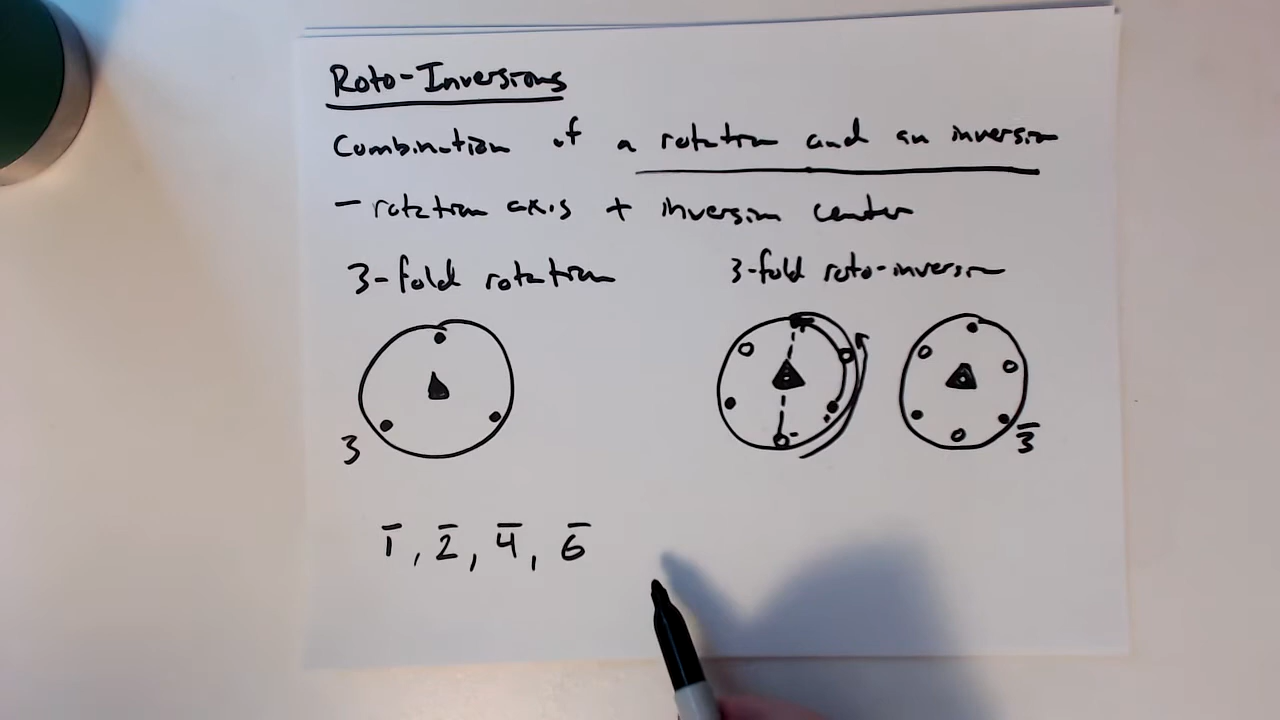 Roto-Inversions
Combination of a rotation and an inversion
- rotation axis + inversion center
3-fold rotation
3-fold roto-inversion
3
3̄
1̄, 2̄, 4̄, 6̄